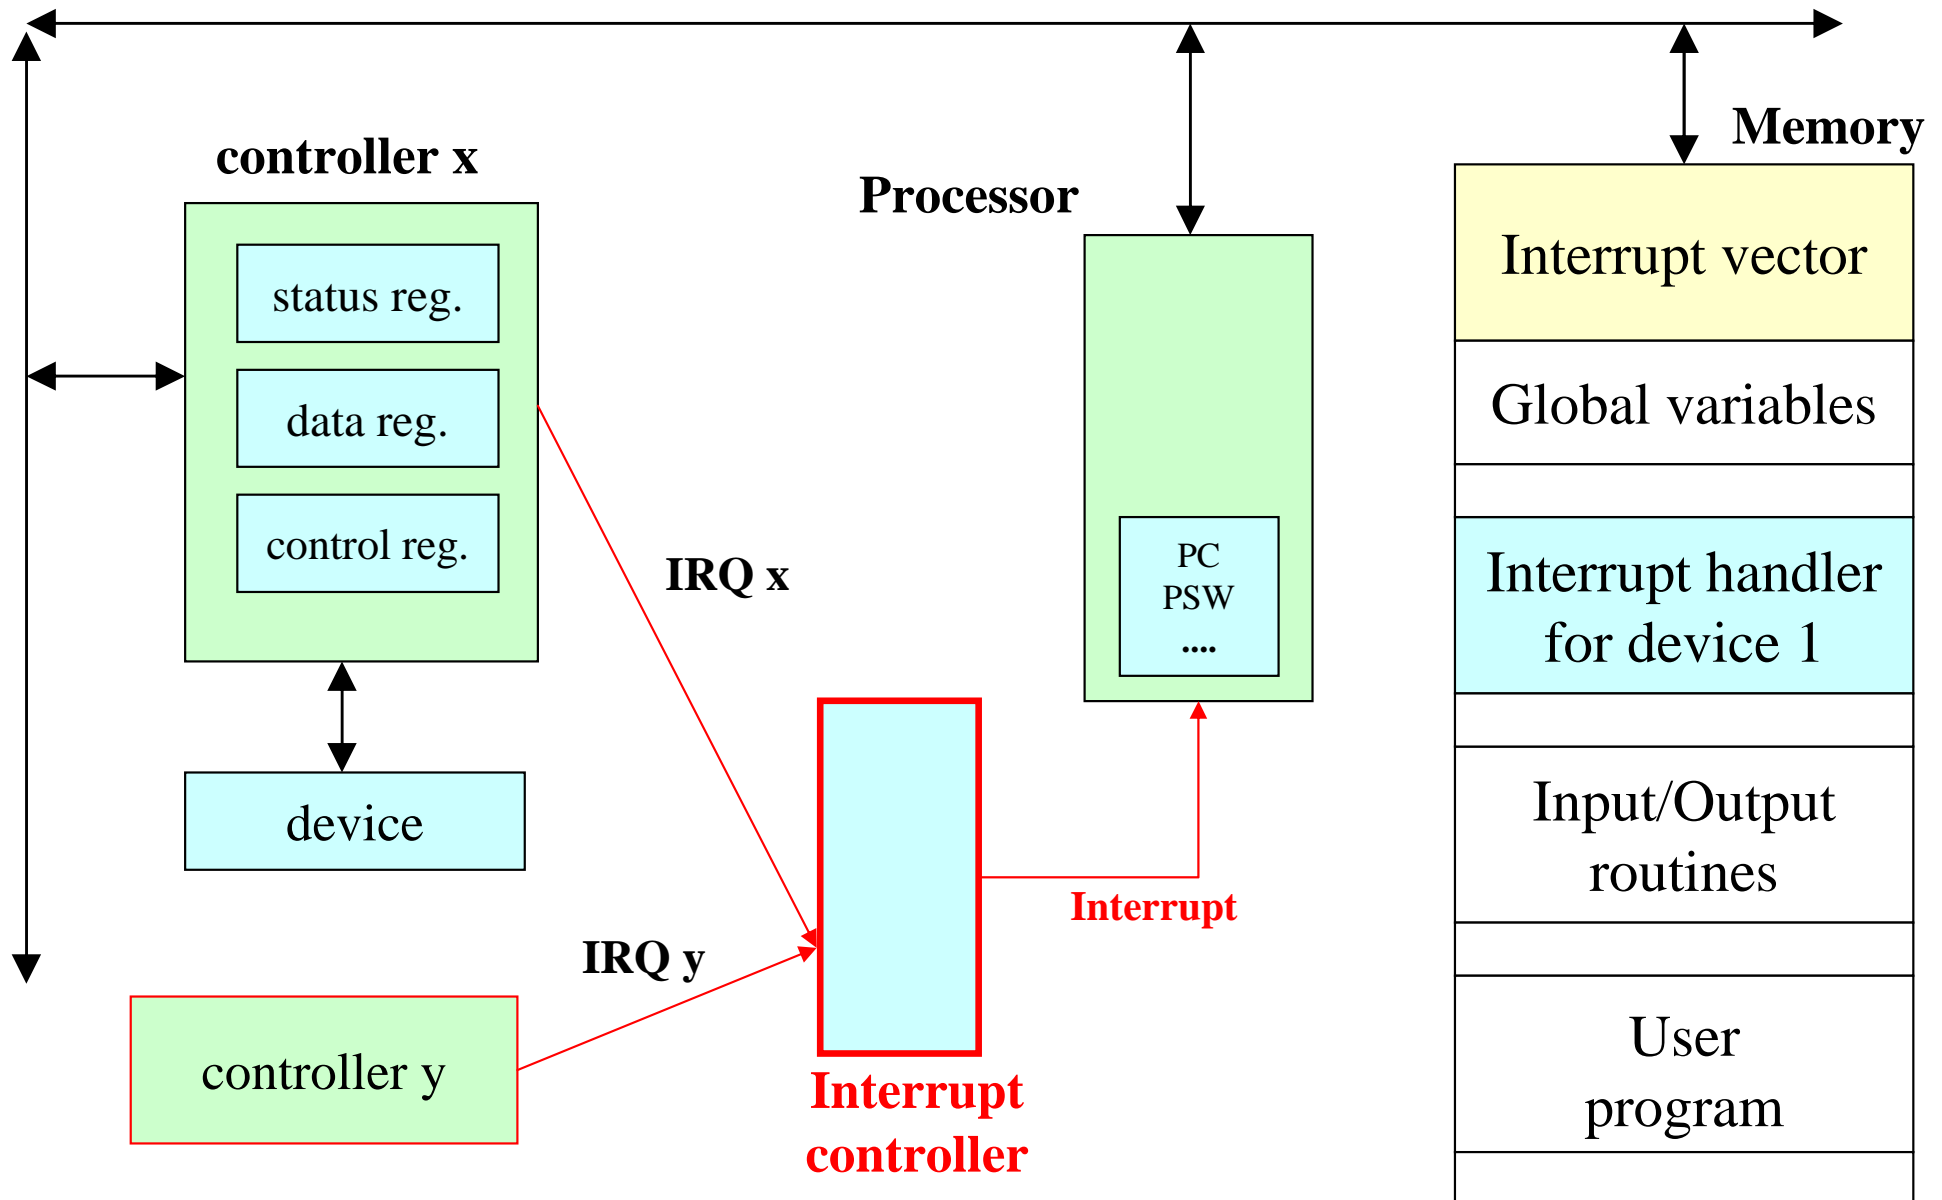 controller x
status reg.
data reg.
control reg.
device
controller y
IRQ x
IRQ y
Interrupt
controller
Interrupt
Processor
PC
PSW
....
Memory
Interrupt vector
Global variables
Interrupt handler
for device 1
Input/Output
routines
User
program